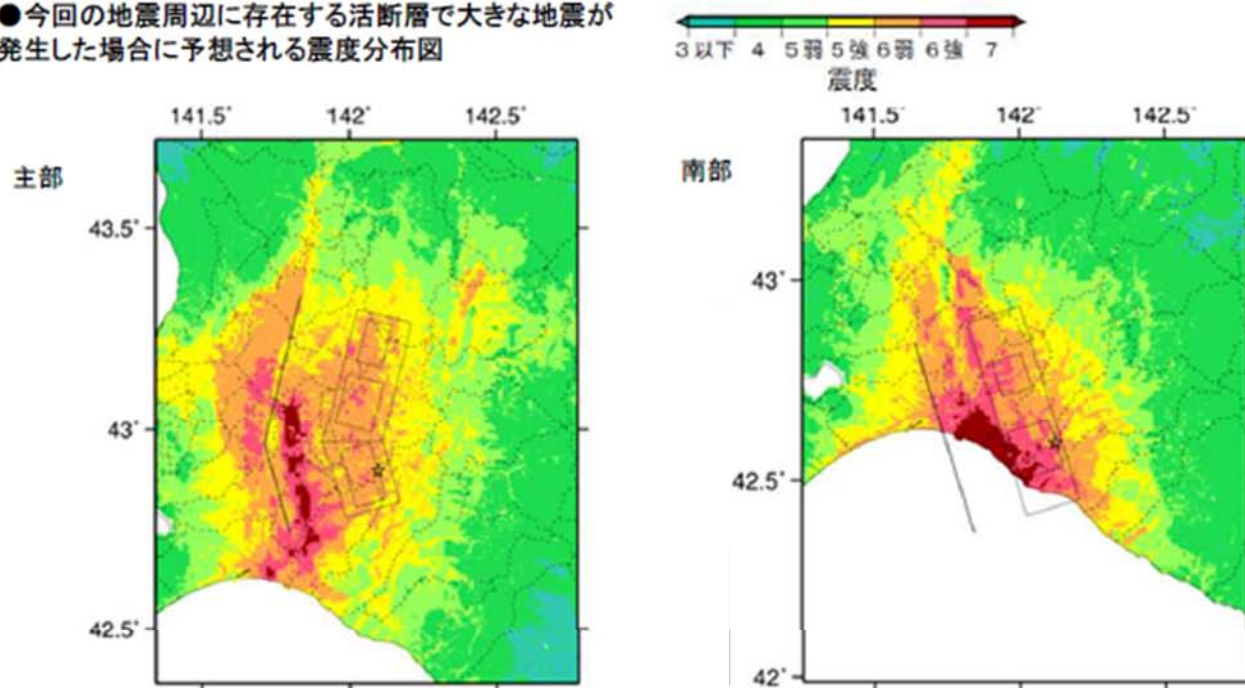 ●今回の地震周辺に存在する活断層で大きな地震が
発生した場合に予想される震度分布図
3以下 4 5弱 5強 6弱 6強 7
震度
主部
141.5° 142° 142.5°
43.5°
43°
42.5°
南部
141.5° 142° 142.5°
43°
42.5°
42°